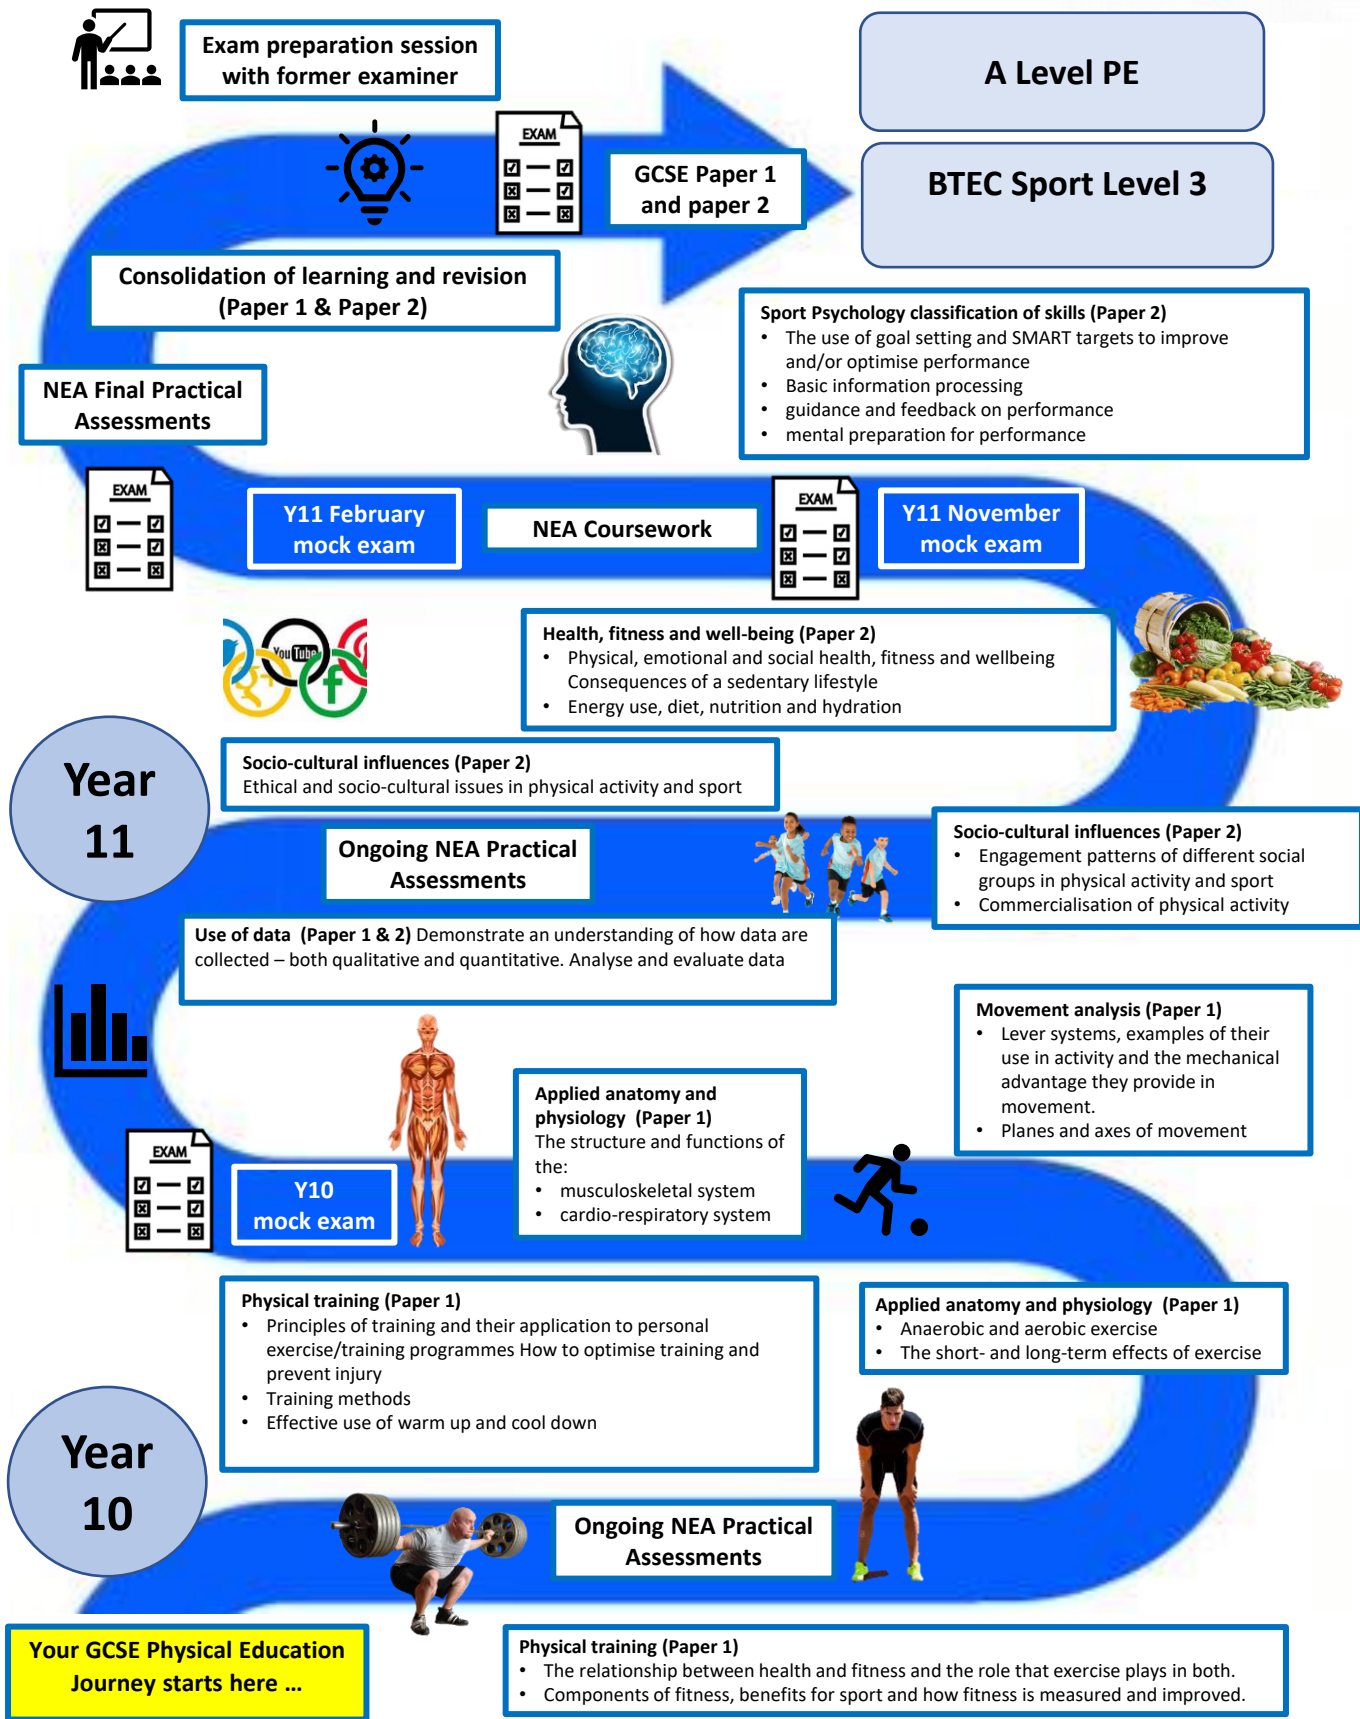 Exam preparation session
with former examiner
A Level PE
EXAM
GCSE Paper 1
and paper 2
BTEC Sport Level 3
Consolidation of learning and revision
(Paper 1 & Paper 2)
Sport Psychology classification of skills (Paper 2)
• The use of goal setting and SMART targets to improve
and/or optimise performance
• Basic information processing
• guidance and feedback on performance
• mental preparation for performance
NEA Final Practical
Assessments
EXAM
Y11 February
mock exam
NEA Coursework
EXAM
Y11 November
mock exam
Health, fitness and well-being (Paper 2)
• Physical, emotional and social health, fitness and wellbeing
Consequences of a sedentary lifestyle
• Energy use, diet, nutrition and hydration
You Tube
g+
f
Year
11
Socio-cultural influences (Paper 2)
Ethical and socio-cultural issues in physical activity and sport
Ongoing NEA Practical
Assessments
Socio-cultural influences (Paper 2)
• Engagement patterns of different social
groups in physical activity and sport
• Commercialisation of physical activity
Use of data  (Paper 1 & 2) Demonstrate an understanding of how data are
collected – both qualitative and quantitative. Analyse and evaluate data
Movement analysis (Paper 1)
• Lever systems, examples of their
use in activity and the mechanical
advantage they provide in
movement.
• Planes and axes of movement
Applied anatomy and
physiology  (Paper 1)
The structure and functions of
the:
• musculoskeletal system
• cardio-respiratory system
EXAM
Y10
mock exam
Physical training (Paper 1)
• Principles of training and their application to personal
exercise/training programmes How to optimise training and
prevent injury
• Training methods
• Effective use of warm up and cool down
Applied anatomy and physiology  (Paper 1)
• Anaerobic and aerobic exercise
• The short- and long-term effects of exercise
Year
10
Ongoing NEA Practical
Assessments
Your GCSE Physical Education
Journey starts here ...
Physical training (Paper 1)
• The relationship between health and fitness and the role that exercise plays in both.
• Components of fitness, benefits for sport and how fitness is measured and improved.